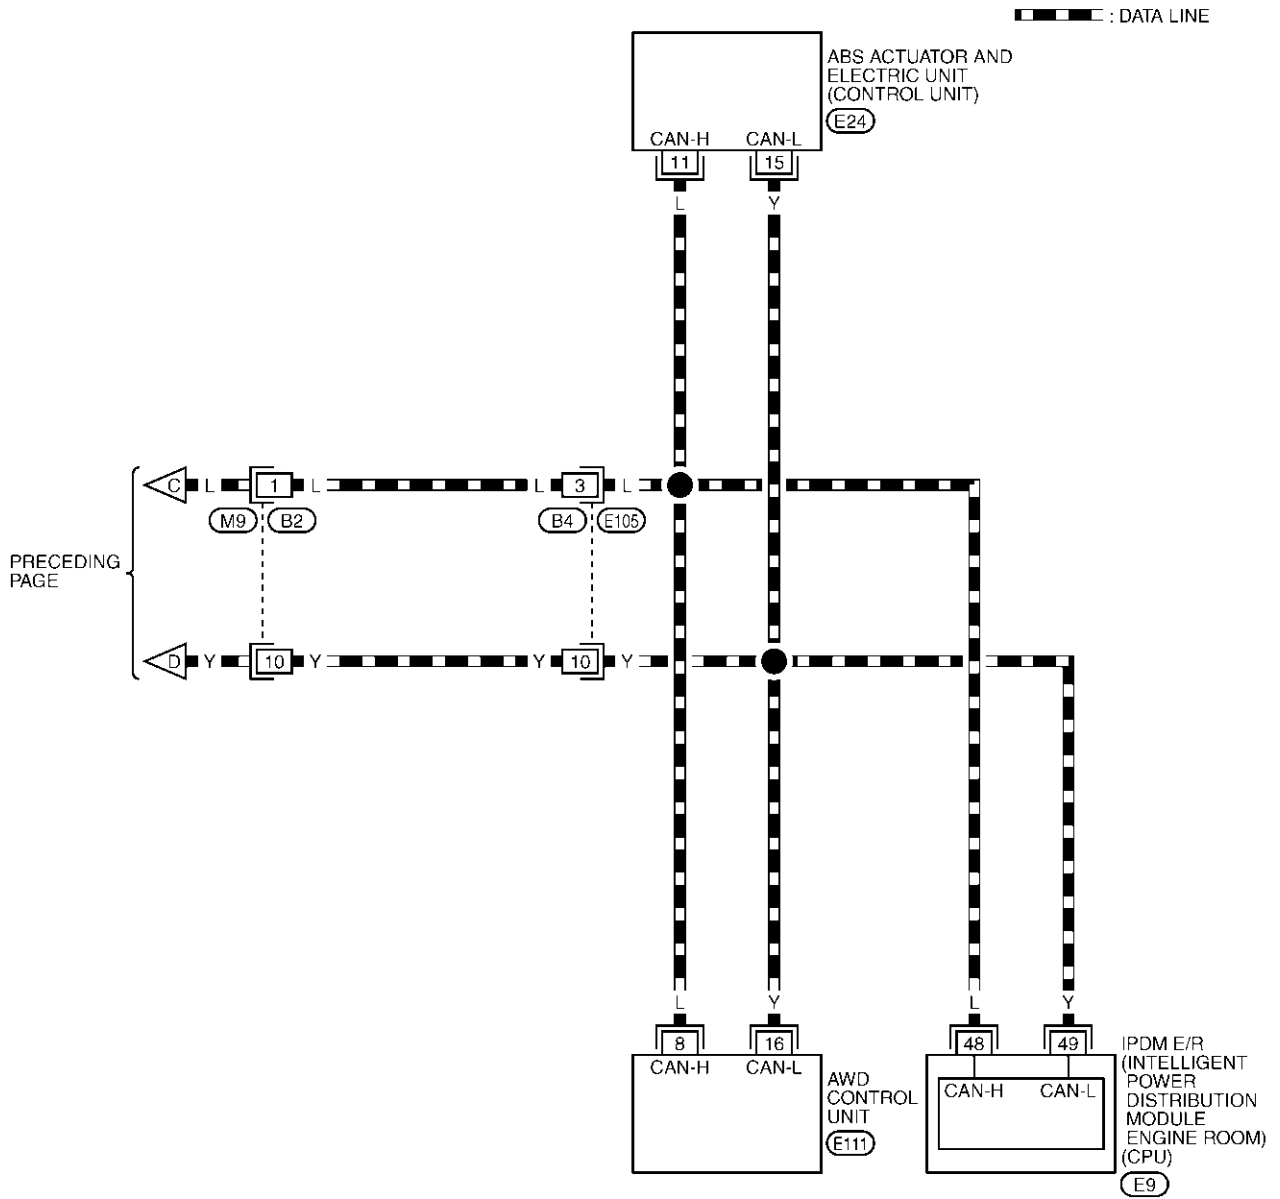 : DATA LINE
ABS ACTUATOR AND
ELECTRIC UNIT
(CONTROL UNIT)
E24
CAN-H CAN-L
11 15
L Y
C L 1 L L 3 L
M9 B2 B4 E105
PRECEDING
PAGE
D Y 10 Y Y 10 Y
L Y L Y
8 16 48 49
CAN-H CAN-L
AWD
CONTROL
UNIT
E111
CAN-H CAN-L
IPDM E/R
(INTELLIGENT
POWER
DISTRIBUTION
MODULE
ENGINE ROOM)
(CPU)
E9